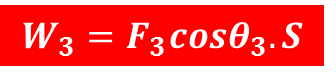 W₃ = F₃cosθ₃.S